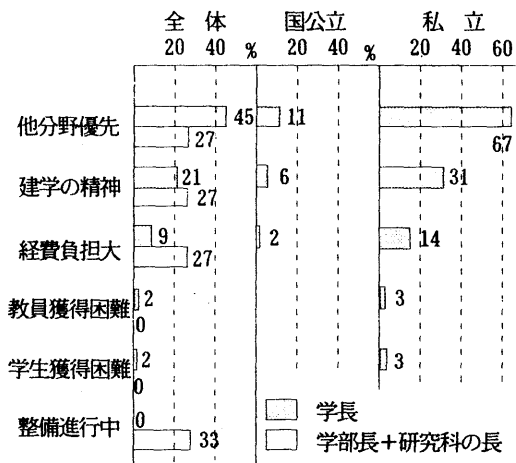 全 体 国公立 私 立
20 40 % 20 40 % 20 40 60
他分野優先 45 11 67
27
建学の精神 21 6 31
27
経費負担大 9 2 14
27
教員獲得困難 2 3
0
学生獲得困難 2 3
0
整備進行中 0
33
学長
学部長+研究科の長